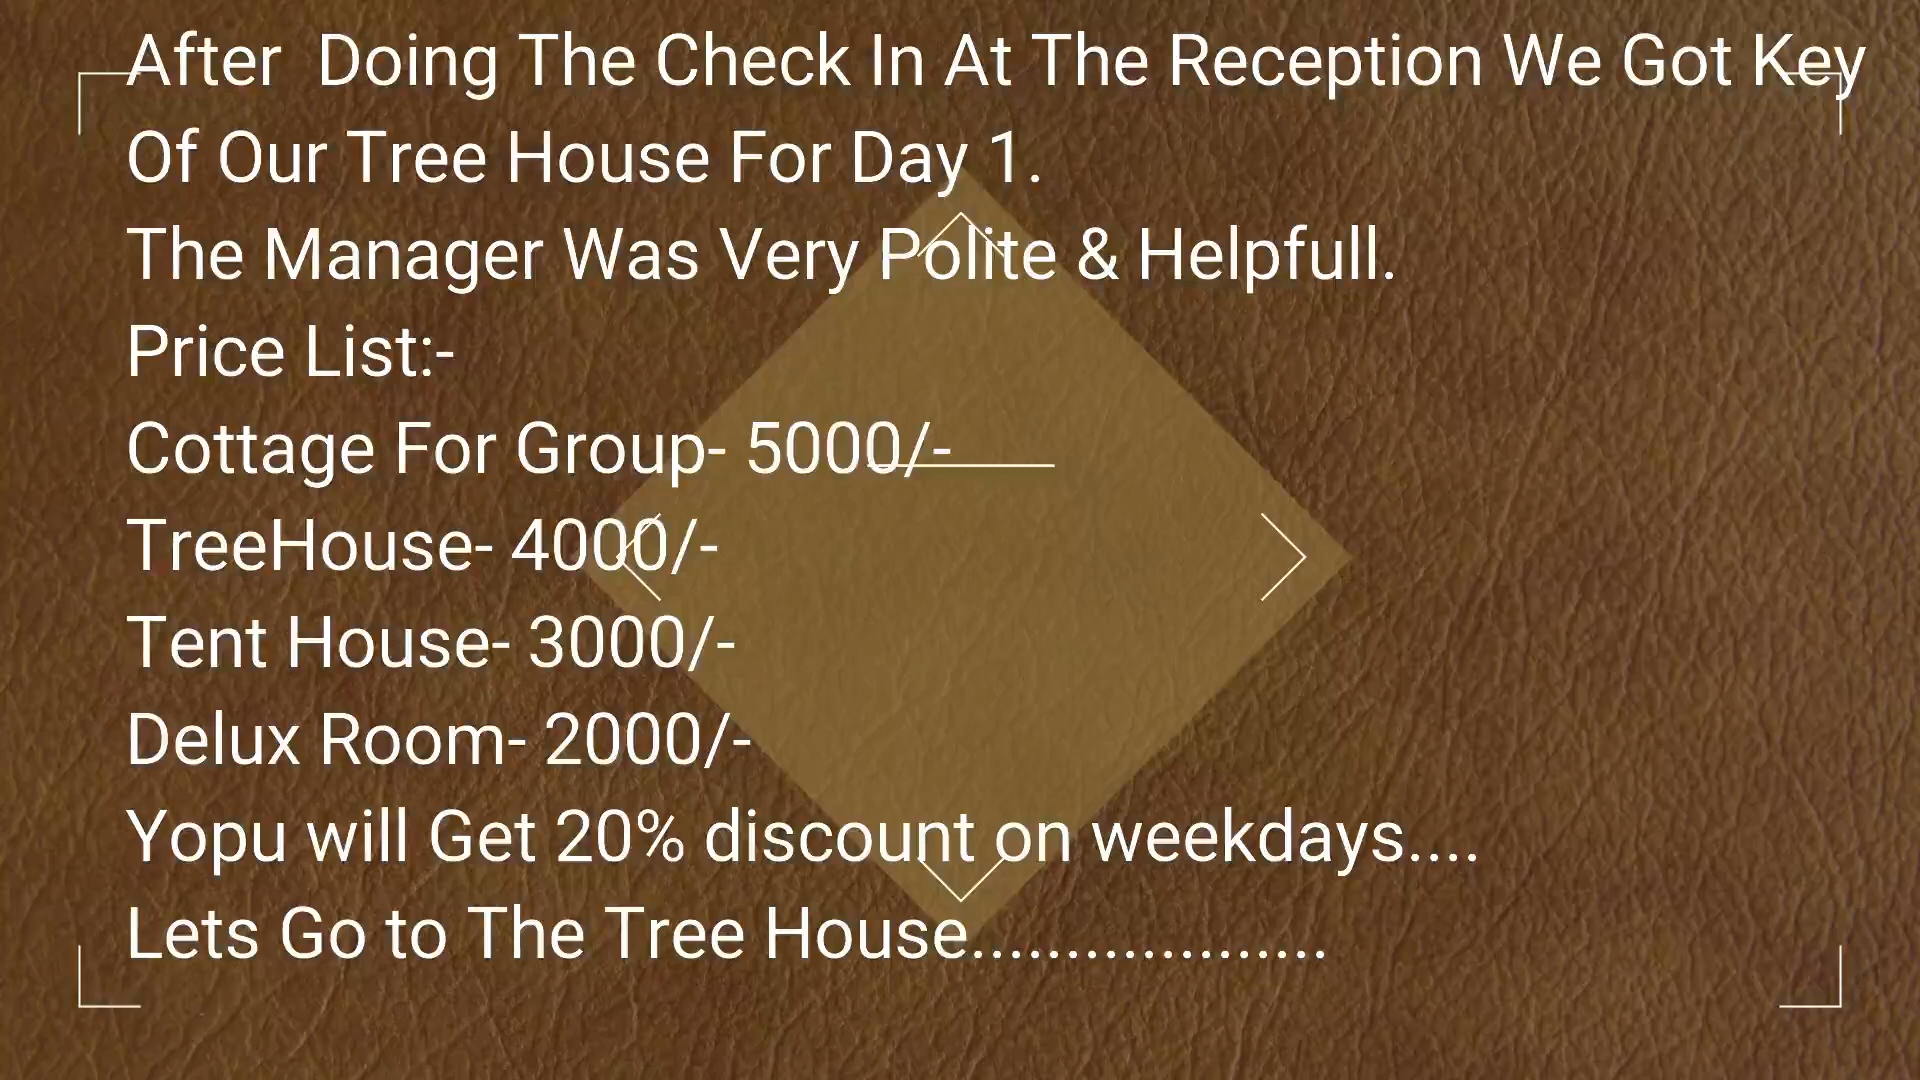 After  Doing The Check In At The Reception We Got Key
Of Our Tree House For Day 1.
The Manager Was Very Polite & Helpfull.
Price List:-
Cottage For Group- 5000/-
TreeHouse- 4000/-
Tent House- 3000/-
Delux Room- 2000/-
Yopu will Get 20% discount on weekdays....
Lets Go to The Tree House...................